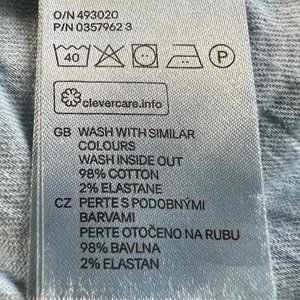 O/N 493020
P/N 0357962 3
40
P
clevercare.info
GB WASH WITH SIMILAR
COLOURS
WASH INSIDE OUT
98% COTTON
2% ELASTANE
CZ PERTE S PODOBNÝMI
BARVAMI
PERTE OTOČENO NA RUBU
98% BAVLNA
2% ELASTAN